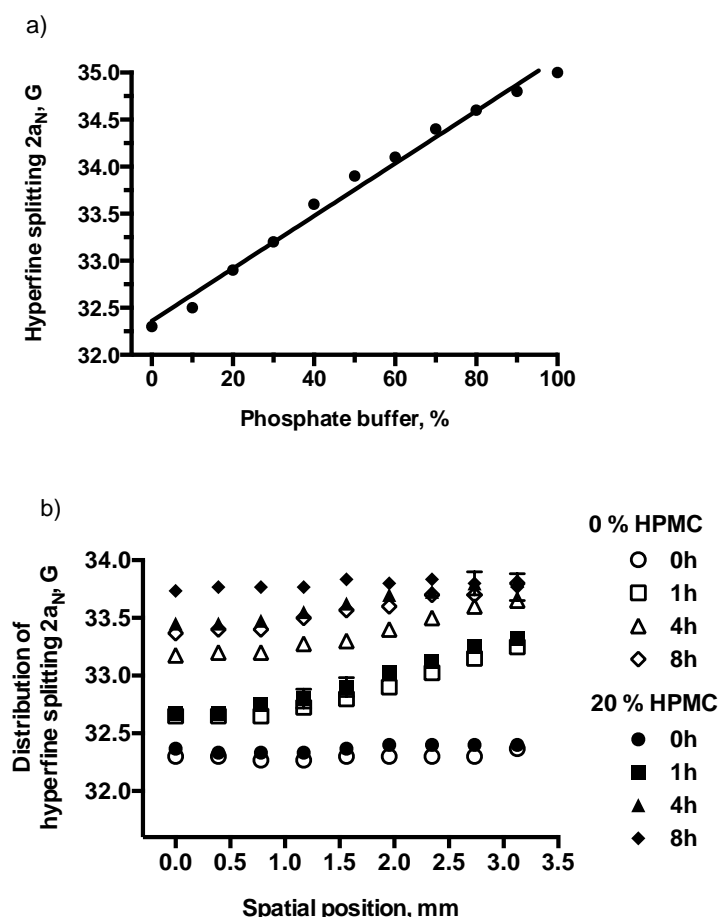 a)
Hyperfine splitting 2aN, G
35.0
34.5
34.0
33.5
33.0
32.5
32.0
0 20 40 60 80 100
Phosphate buffer, %
b)
Distribution of
hyperfine splitting 2aN, G
34.0
33.5
33.0
32.5
32.0
0.0 0.5 1.0 1.5 2.0 2.5 3.0 3.5
Spatial position, mm
0 % HPMC
0h
1h
4h
8h
20 % HPMC
0h
1h
4h
8h